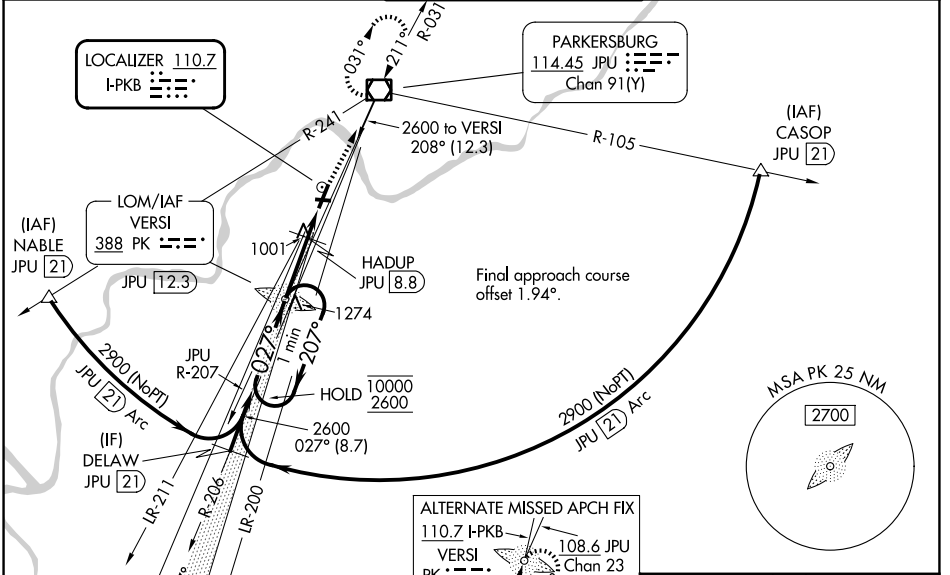 R-031
211°
031°
LOCALIZER 110.7
I-PKB
PARKERSBURG
114.45 JPU
Chan 91(Y)
R-241
2600 to VERSI
208° (12.3)
R-105
(IAF)
CASOP
JPU 21
LOM/IAF
VERSI
388 PK
JPU 12.3
(IAF)
NABLE
JPU 21
1001
HADUP
JPU 8.8
Final approach course
offset 1.94°.
1274
027°
1 min
207°
JPU
R-207
HOLD 10000
2600
2900 (NoPT)
JPU 21 Arc
2900 (NoPT)
JPU 21 Arc
2600
027° (8.7)
(IF)
DELAW
JPU 21
LR-211
R-206
LR-200
MSA PK 25 NM
2700
ALTERNATE MISSED APCH FIX
110.7 I-PKB
VERSI
PK
108.6 JPU
Chan 23